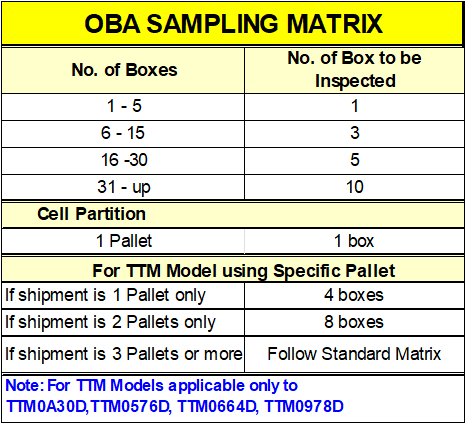 OBA SAMPLING MATRIX
No. of Boxes
No. of Box to be
Inspected
1 - 5 1
6 - 15 3
16 -30 5
31 - up 10
Cell Partition
1 Pallet 1 box
For TTM Model using Specific Pallet
If shipment is 1 Pallet only 4 boxes
If shipment is 2 Pallets only 8 boxes
If shipment is 3 Pallets or more Follow Standard Matrix
Note: For TTM Models applicable only to
TTM0A30D,TTM0576D, TTM0664D, TTM0978D